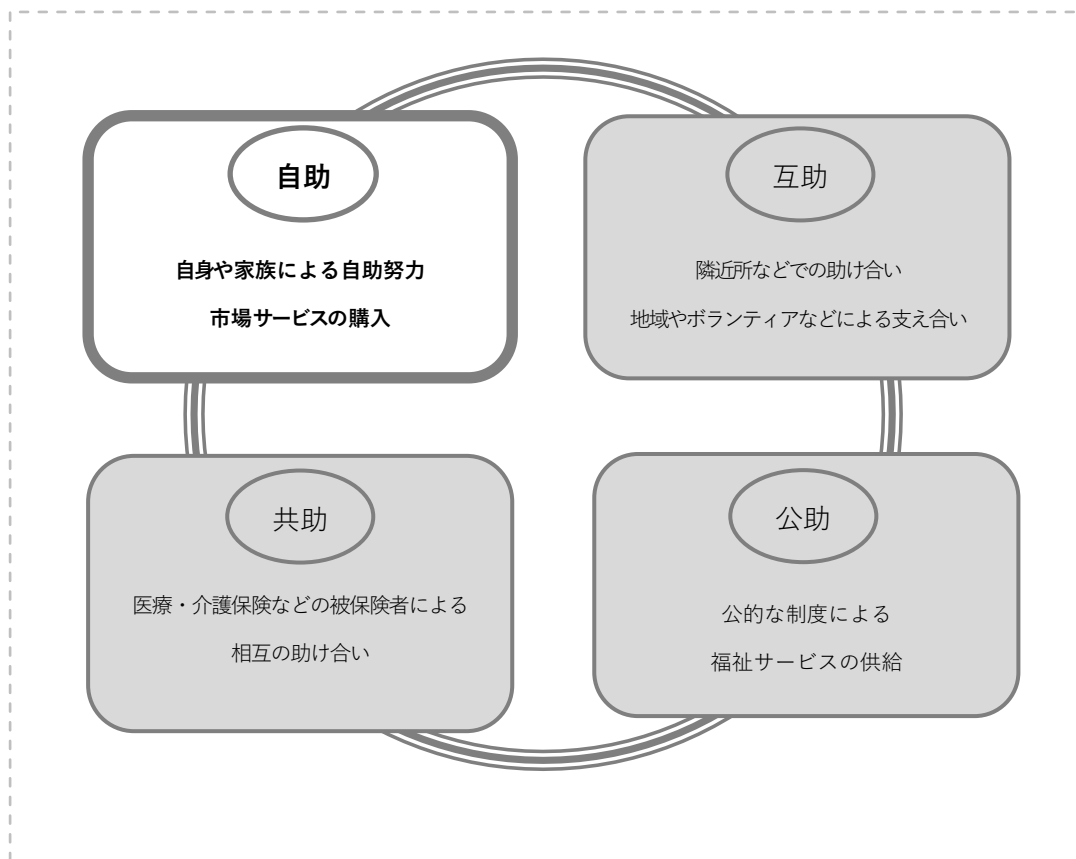 自助
自身や家族による自助努力
市場サービスの購入
互助
隣近所などでの助け合い
地域やボランティアなどによる支え合い
共助
医療・介護保険などの被保険者による
相互の助け合い
公助
公的な制度による
福祉サービスの供給